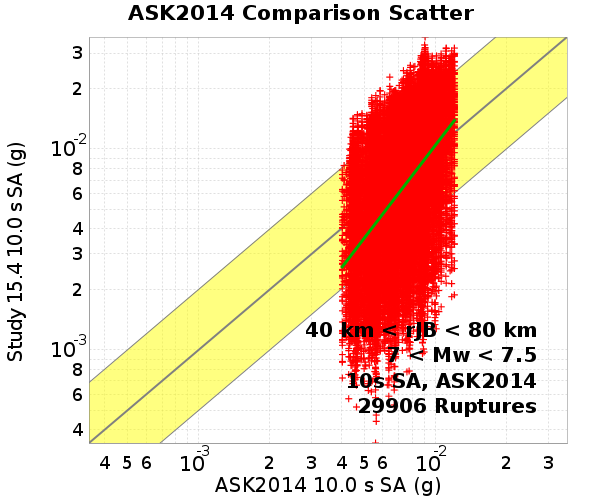 ASK2014 Comparison Scatter
Study 15.4 10.0 s SA (g)
3
2
10^-2
8
6
4
3
2
10^-3
8
6
4
40 km < rJB < 80 km
7 < Mw < 7.5
10s SA, ASK2014
29906 Ruptures
4 5 6 10^-3 2 3 4 5 6 10^-2 2 3
ASK2014 10.0 s SA (g)